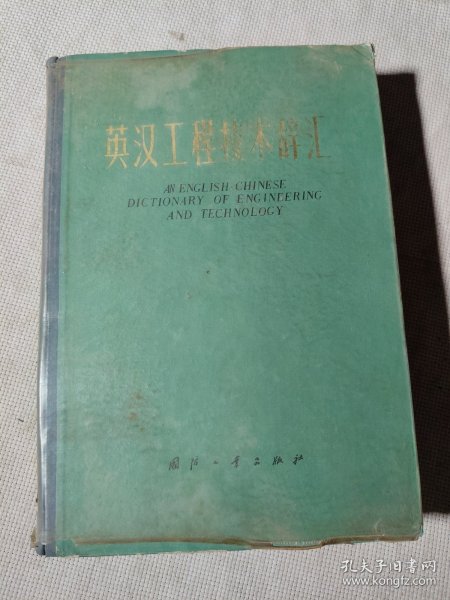 英汉工程技术辞汇
AN ENGLISH-CHINESE
DICTIONARY OF ENGINEERING
AND TECHNOLOGY
国防工业出版社
孔夫子旧书网
www.kongfz.com